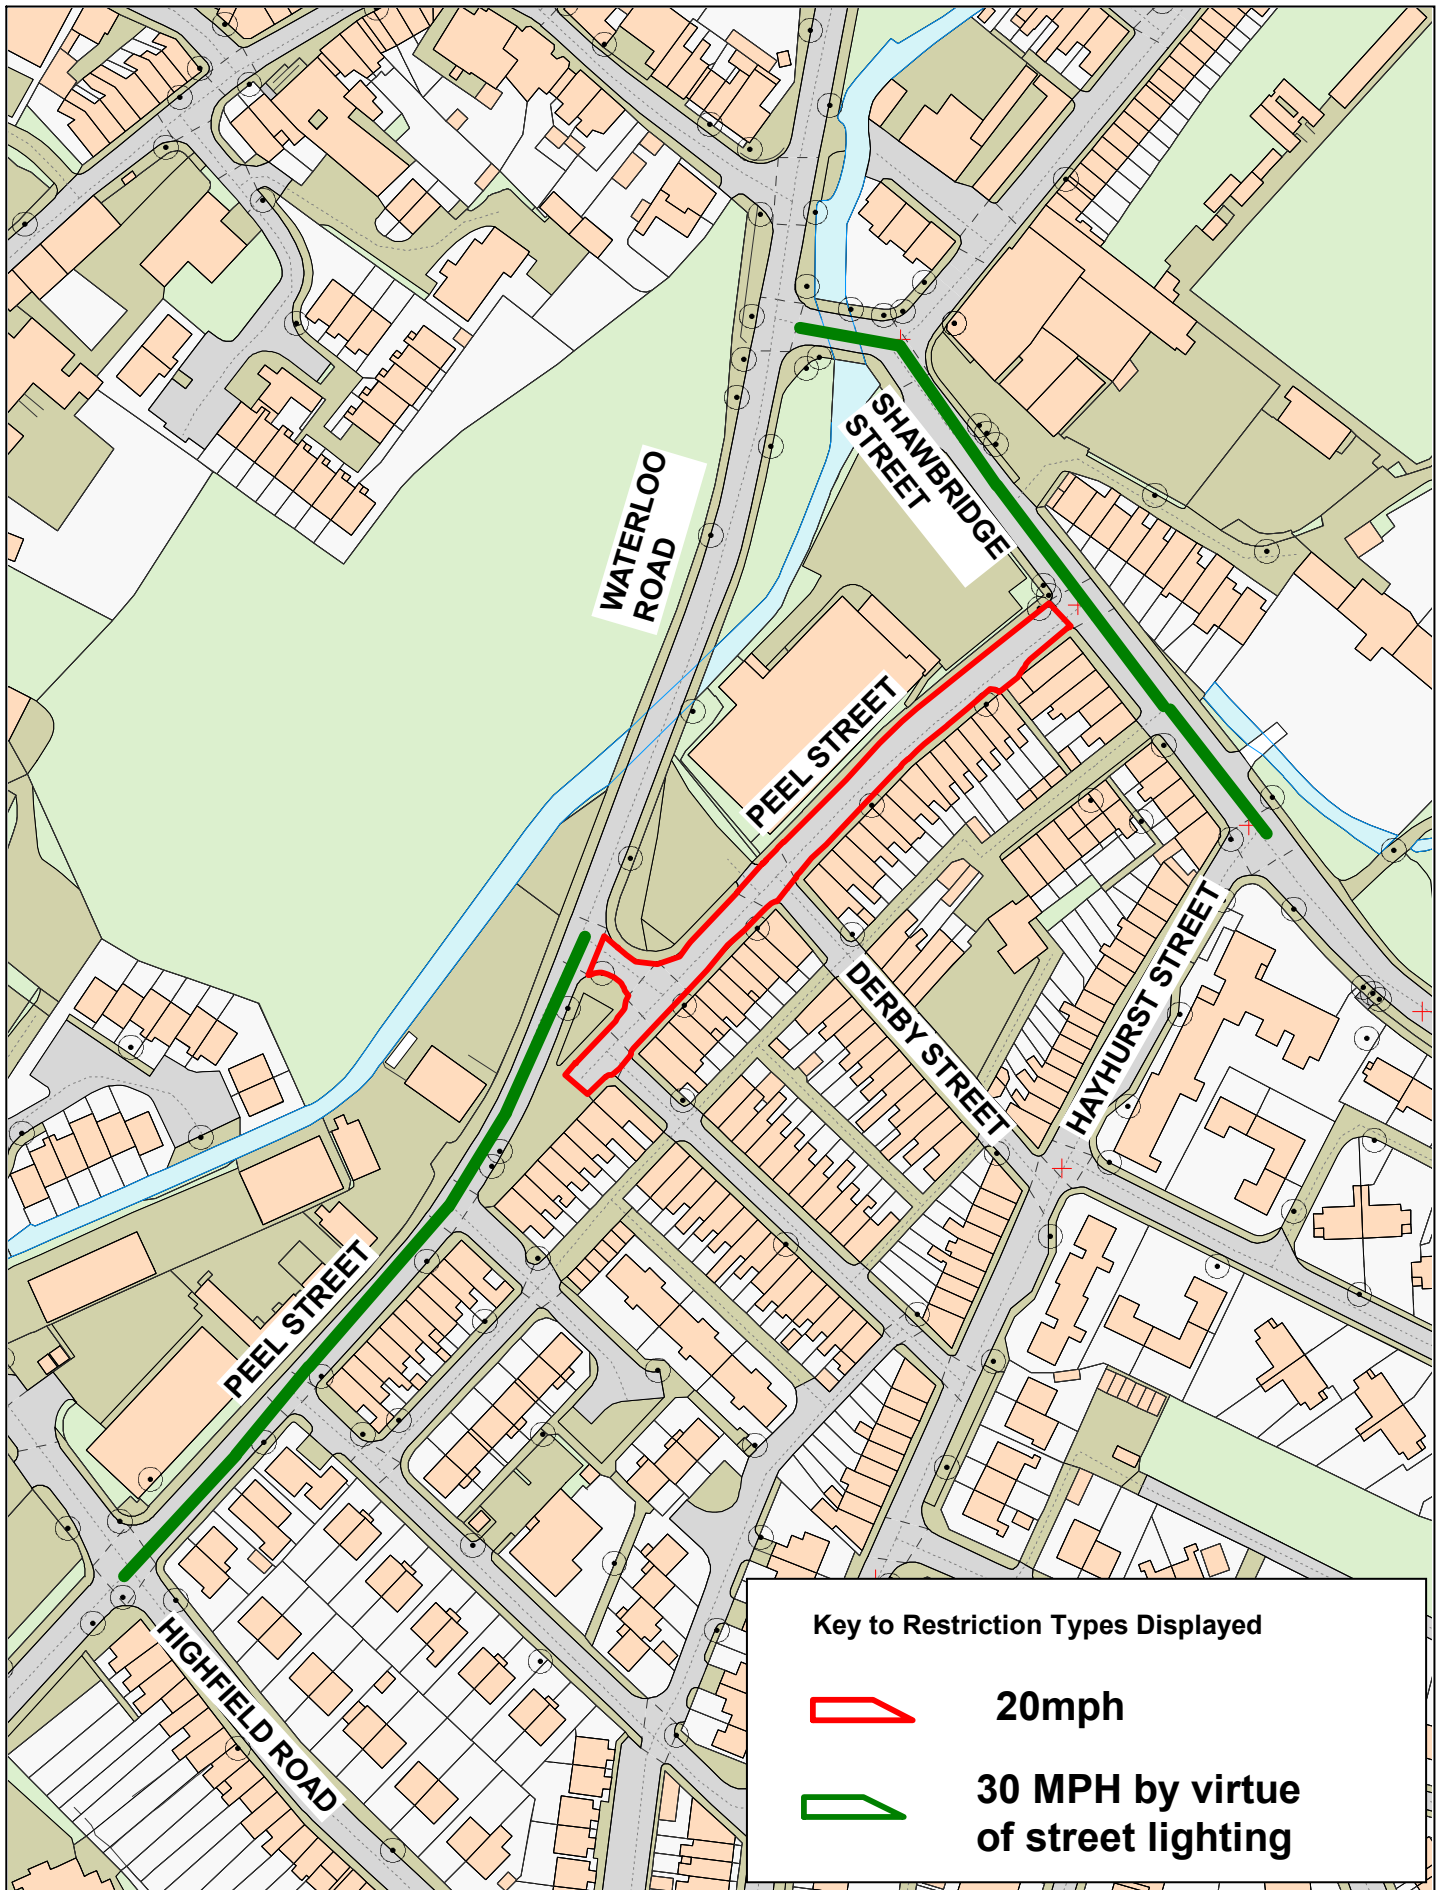 SHAWBRIDGE
STREET
WATERLOO
ROAD
PEEL STREET
DERBY STREET
HAYHURST STREET
PEEL STREET
HIGHFIELD ROAD
Key to Restriction Types Displayed
20mph
30 MPH by virtue
of street lighting